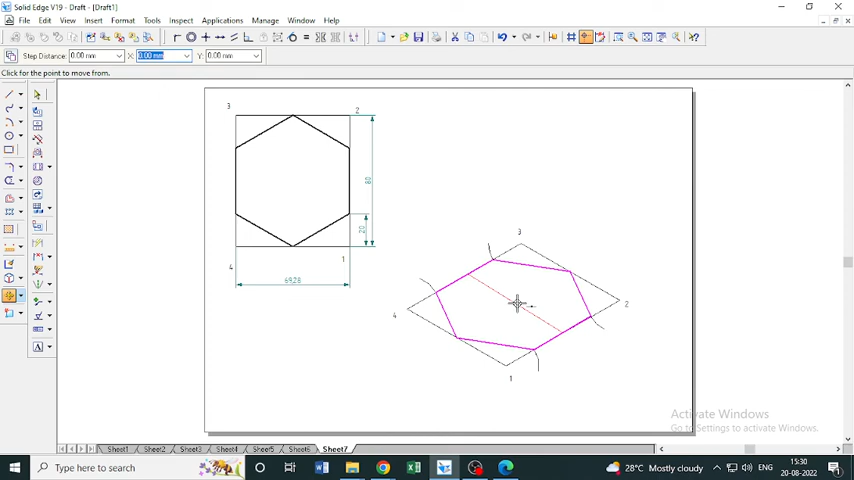 Solid Edge V19 - Draft - [Draft1]
File Edit View Insert Format Tools Inspect Applications Manage Window Help
Step Distance: 0.00 mm X: 0.00 mm Y: 0.00 mm
Click for the point to move from.
3 2
80
20
4 1
69,28
3
4 2
1
Activate Windows
Go to Settings to activate Windows.
Sheet1 Sheet2 Sheet3 Sheet4 Sheet5 Sheet6 Sheet7
Type here to search
28°C Mostly cloudy
ENG
15:30
20-08-2022